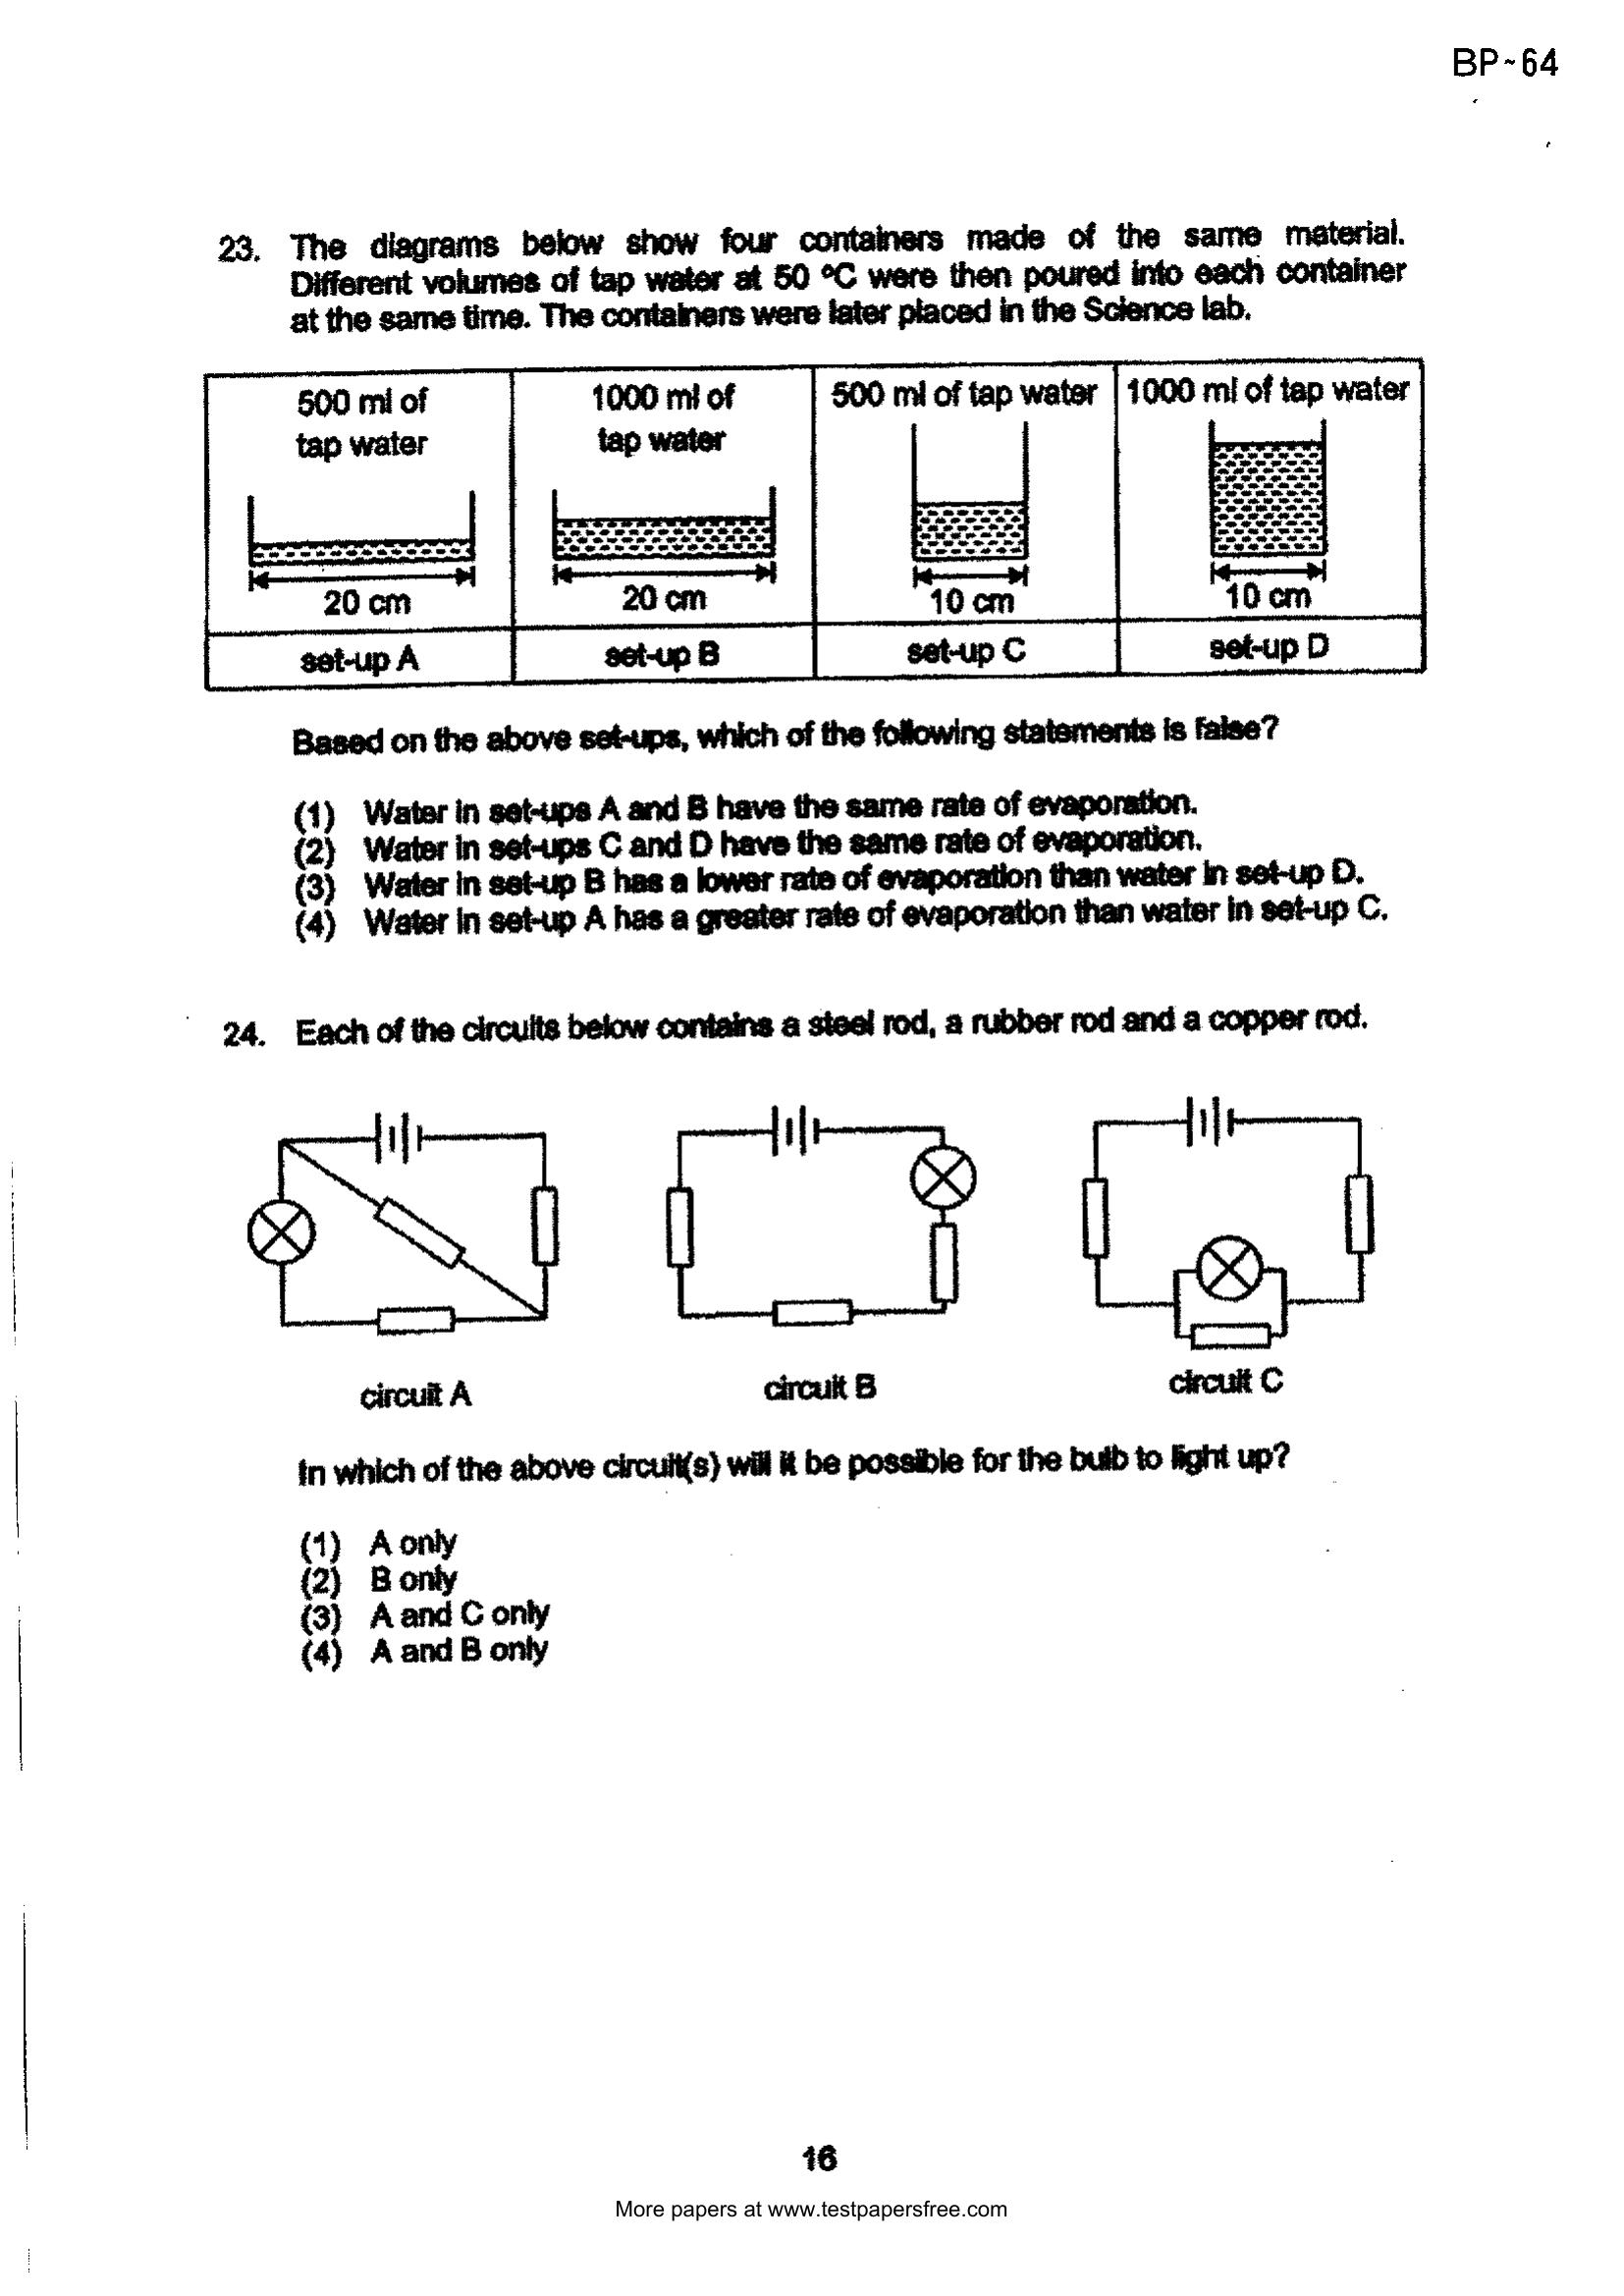 BP-64
23. The diagrams below show four containers made of the same material.
Different volumes of tap water at 50 °C were then poured into each container
at the same time. The containers were later placed in the Science lab.
500 ml of
tap water
1000 ml of
tap water
500 ml of tap water
1000 ml of tap water
20 cm
20 cm
10 cm
10 cm
set-up A
set-up B
set-up C
set-up D
Based on the above set-ups, which of the following statements is false?
(1) Water in set-ups A and B have the same rate of evaporation.
(2) Water in set-ups C and D have the same rate of evaporation.
(3) Water in set-up B has a lower rate of evaporation than water in set-up D.
(4) Water in set-up A has a greater rate of evaporation than water in set-up C.
24. Each of the circuits below contains a steel rod, a rubber rod and a copper rod.
circuit A
circuit B
circuit C
In which of the above circuit(s) will it be possible for the bulb to light up?
(1) A only
(2) B only
(3) A and C only
(4) A and B only
16
More papers at www.testpapersfree.com